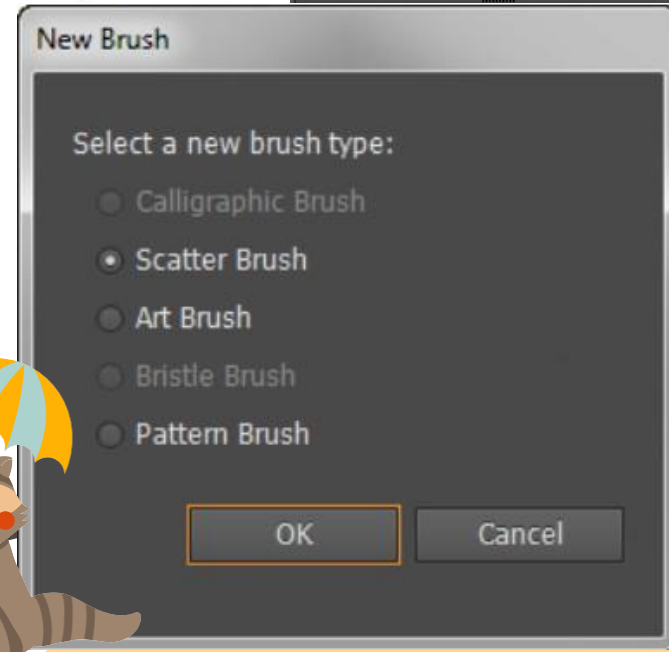 New Brush
Select a new brush type:
Calligraphic Brush
Scatter Brush
Art Brush
Bristle Brush
Pattern Brush
OK
Cancel